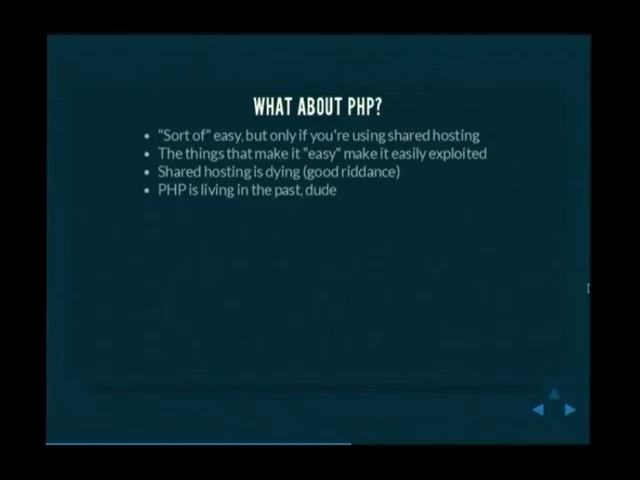 WHAT ABOUT PHP?
"Sort of" easy, but only if you're using shared hosting
The things that make it "easy" make it easily exploited
Shared hosting is dying (good riddance)
PHP is living in the past, dude